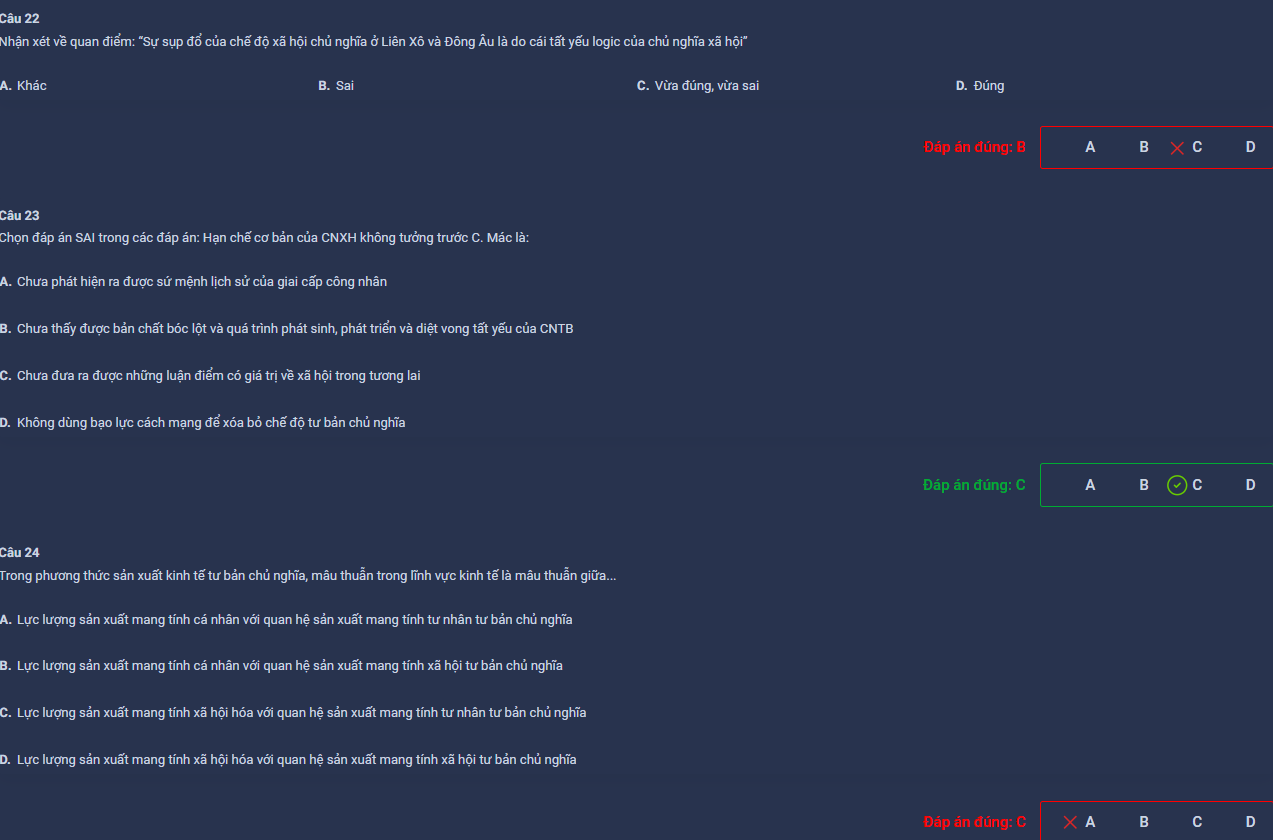 Câu 22
Nhận xét về quan điểm: "Sự sụp đổ của chế độ xã hội chủ nghĩa ở Liên Xô và Đông Âu là do cái tất yếu logic của chủ nghĩa xã hội"
A. Khác B. Sai C. Vừa đúng, vừa sai D. Đúng
Đáp án đúng: B A B C D
Câu 23
Chọn đáp án SAI trong các đáp án: Hạn chế cơ bản của CNXH không tưởng trước C. Mác là:
A. Chưa phát hiện ra được sứ mệnh lịch sử của giai cấp công nhân
B. Chưa thấy được bản chất bóc lột và quá trình phát sinh, phát triển và diệt vong tất yếu của CNTB
C. Chưa đưa ra được những luận điểm có giá trị về xã hội trong tương lai
D. Không dùng bạo lực cách mạng để xóa bỏ chế độ tư bản chủ nghĩa
Đáp án đúng: C A B C D
Câu 24
Trong phương thức sản xuất kinh tế tư bản chủ nghĩa, mâu thuẫn trong lĩnh vực kinh tế là mâu thuẫn giữa...
A. Lực lượng sản xuất mang tính cá nhân với quan hệ sản xuất mang tính tư nhân tư bản chủ nghĩa
B. Lực lượng sản xuất mang tính cá nhân với quan hệ sản xuất mang tính xã hội tư bản chủ nghĩa
C. Lực lượng sản xuất mang tính xã hội hóa với quan hệ sản xuất mang tính tư nhân tư bản chủ nghĩa
D. Lực lượng sản xuất mang tính xã hội hóa với quan hệ sản xuất mang tính xã hội tư bản chủ nghĩa
Đáp án đúng: C A B C D